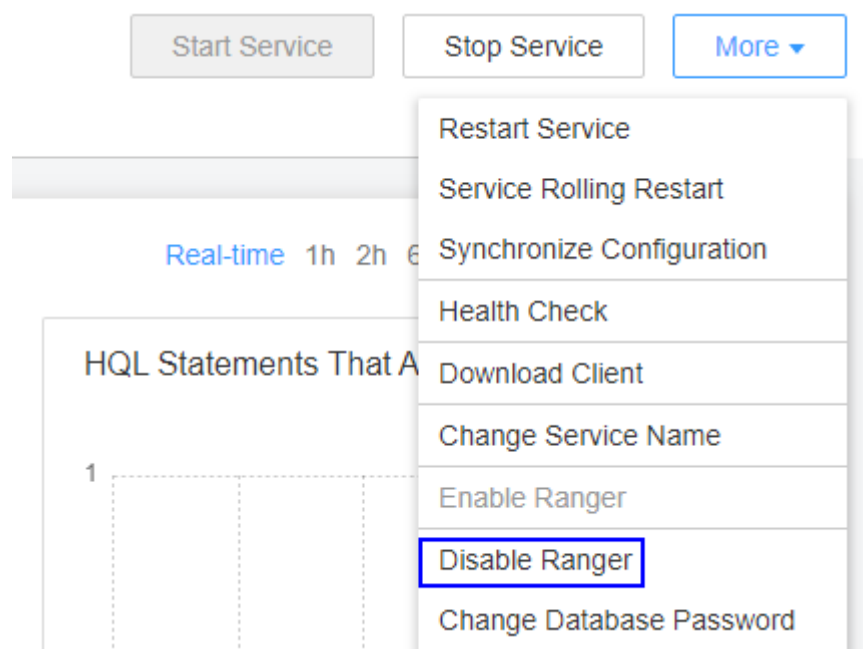 Start Service Stop Service More
Restart Service
Service Rolling Restart
Real-time 1h 2h 6
Synchronize Configuration
Health Check
HQL Statements That A
Download Client
Change Service Name
1
Enable Ranger
Disable Ranger
Change Database Password